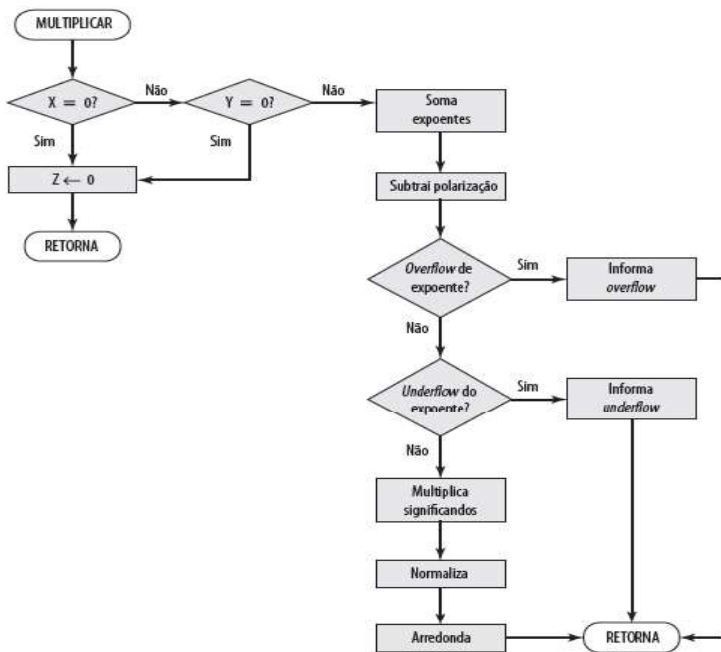 MULTIPLICAR
X = 0?
Não
Y = 0?
Não
Soma
expoentes
Sim
Sim
Z ← 0
Subtrai polarização
RETORNA
Overflow de
expoente?
Sim
Informa
overflow
Não
Underflow do
expoente?
Sim
Informa
underflow
Não
Multiplica
significandos
Normaliza
Arredonda
RETORNA